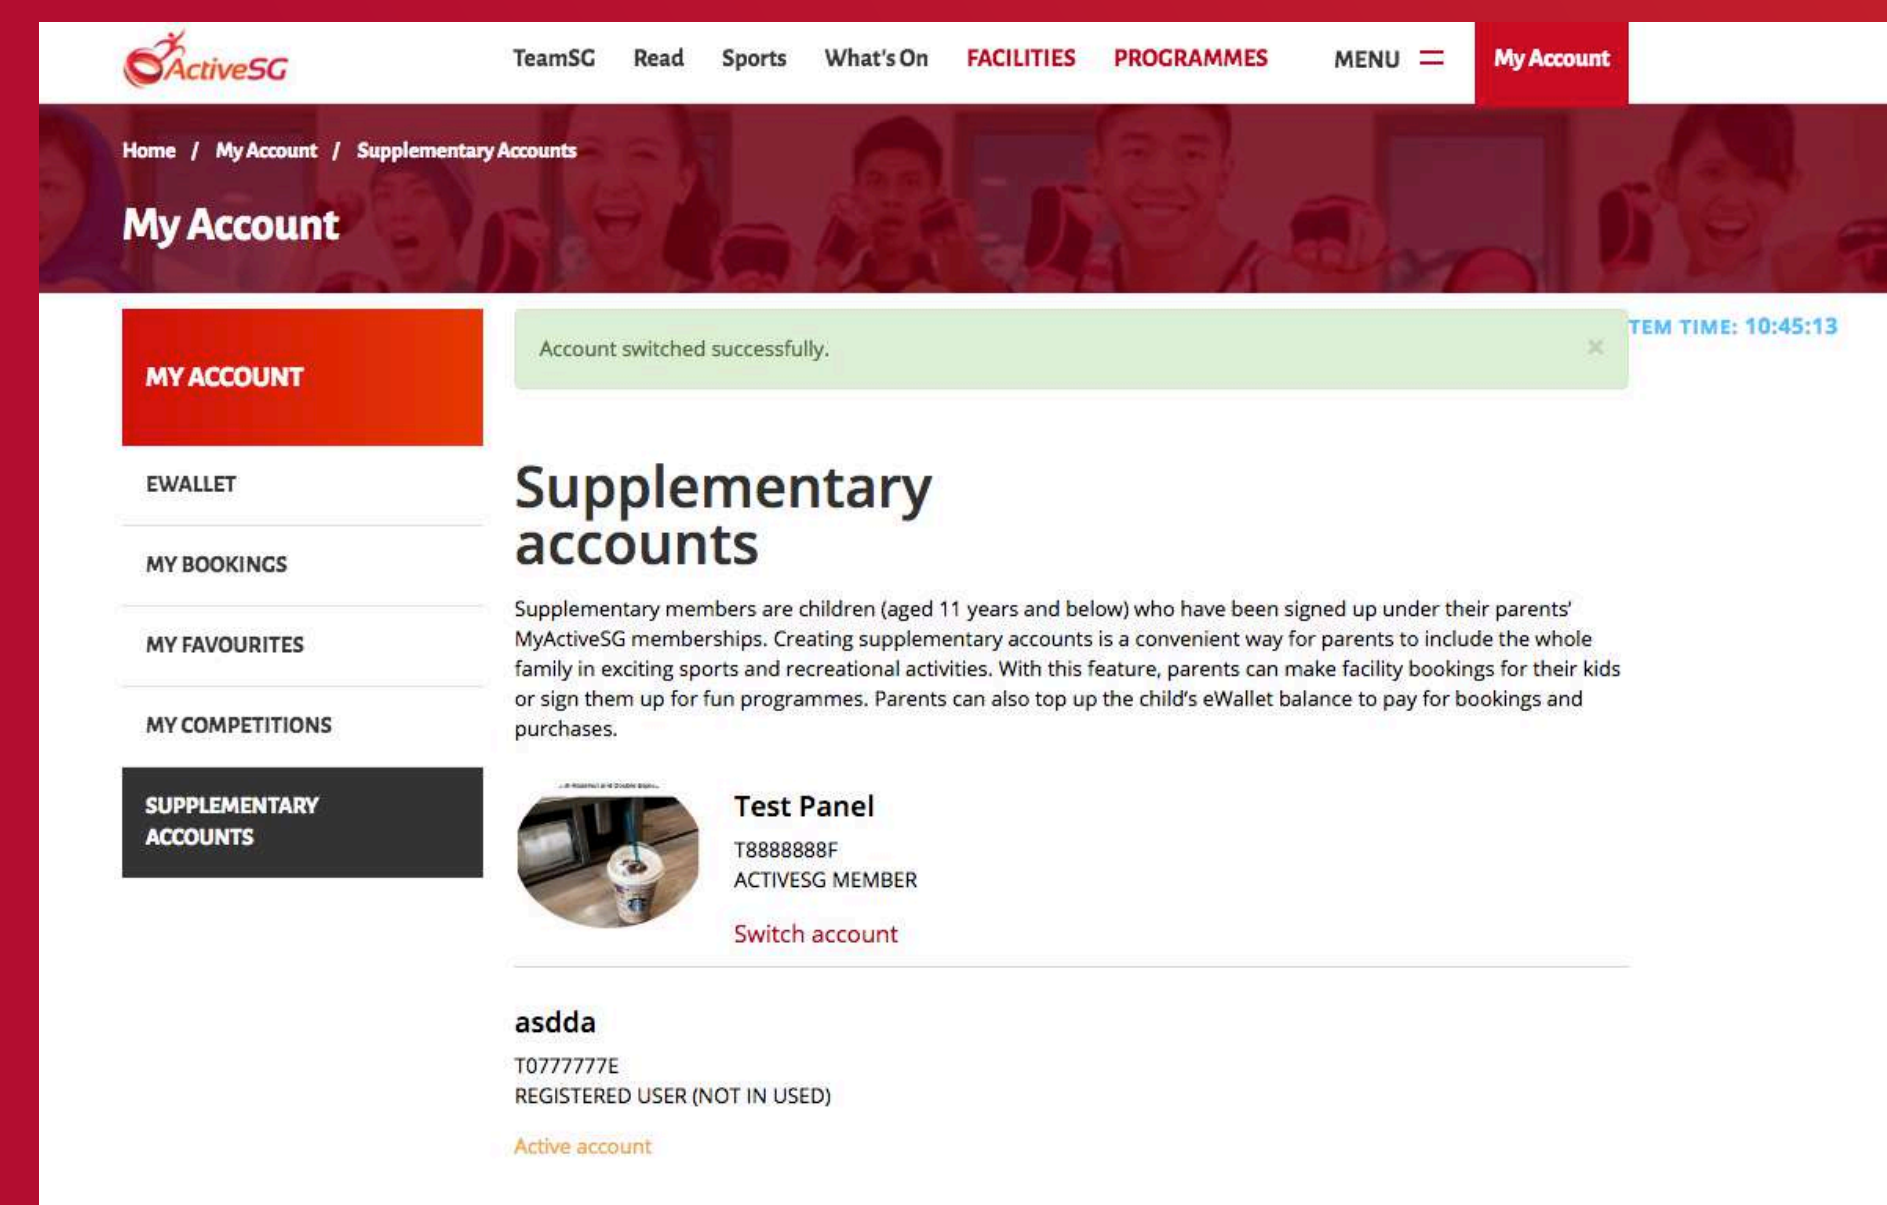 ActiveSG
TeamSG Read Sports What's On FACILITIES PROGRAMMES MENU My Account
Home / My Account / Supplementary Accounts
My Account
TEM TIME: 10:45:13
Account switched successfully. ×
MY ACCOUNT
EWALLET
MY BOOKINGS
MY FAVOURITES
MY COMPETITIONS
SUPPLEMENTARY
ACCOUNTS
Supplementary
accounts
Supplementary members are children (aged 11 years and below) who have been signed up under their parents'
MyActiveSG memberships. Creating supplementary accounts is a convenient way for parents to include the whole
family in exciting sports and recreational activities. With this feature, parents can make facility bookings for their kids
or sign them up for fun programmes. Parents can also top up the child's eWallet balance to pay for bookings and
purchases.
Test Panel
T8888888F
ACTIVESG MEMBER
Switch account
asdda
T0777777E
REGISTERED USER (NOT IN USED)
Active account